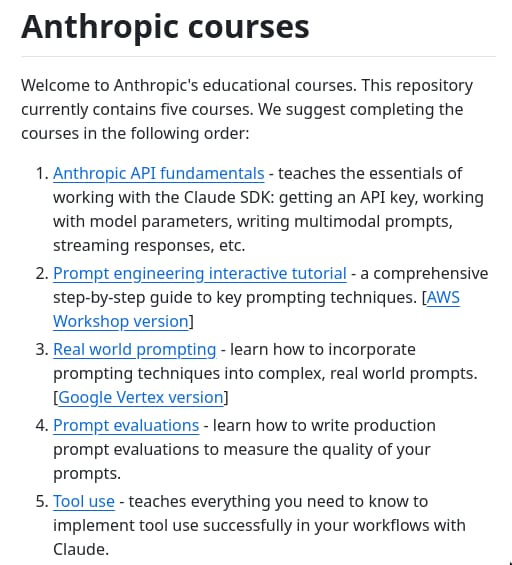 Anthropic courses
Welcome to Anthropic's educational courses. This repository
currently contains five courses. We suggest completing the
courses in the following order:
1. Anthropic API fundamentals - teaches the essentials of
working with the Claude SDK: getting an API key, working
with model parameters, writing multimodal prompts,
streaming responses, etc.
2. Prompt engineering interactive tutorial - a comprehensive
step-by-step guide to key prompting techniques. [AWS
Workshop version]
3. Real world prompting - learn how to incorporate
prompting techniques into complex, real world prompts.
[Google Vertex version]
4. Prompt evaluations - learn how to write production
prompt evaluations to measure the quality of your
prompts.
5. Tool use - teaches everything you need to know to
implement tool use successfully in your workflows with
Claude.